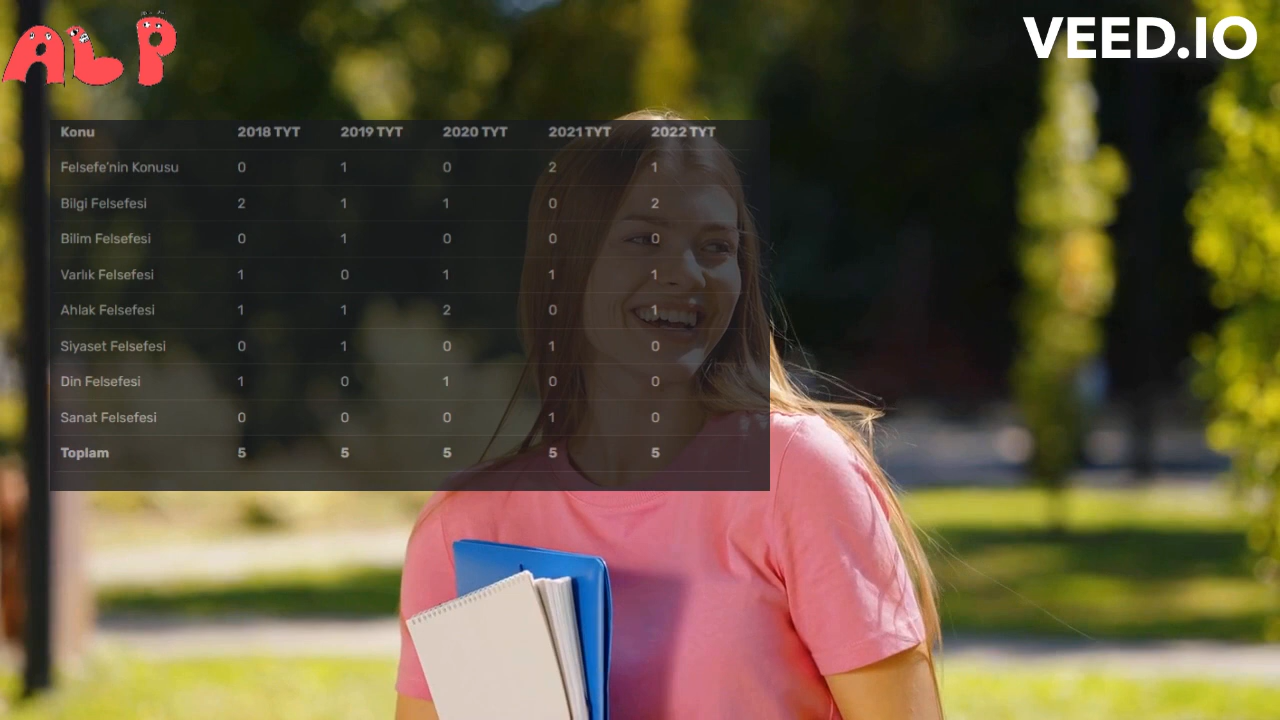 ALP
VEED.IO
Konu 2018 TYT 2019 TYT 2020 TYT 2021 TYT 2022 TYT
Felsefe'nin Konusu 0 1 0 2 1
Bilgi Felsefesi 2 1 1 0 2
Bilim Felsefesi 0 1 0 0 0
Varlık Felsefesi 1 0 1 1 1
Ahlak Felsefesi 1 1 2 0 1
Siyaset Felsefesi 0 1 0 1 0
Din Felsefesi 1 0 1 0 0
Sanat Felsefesi 0 0 0 1 0
Toplam 5 5 5 5 5